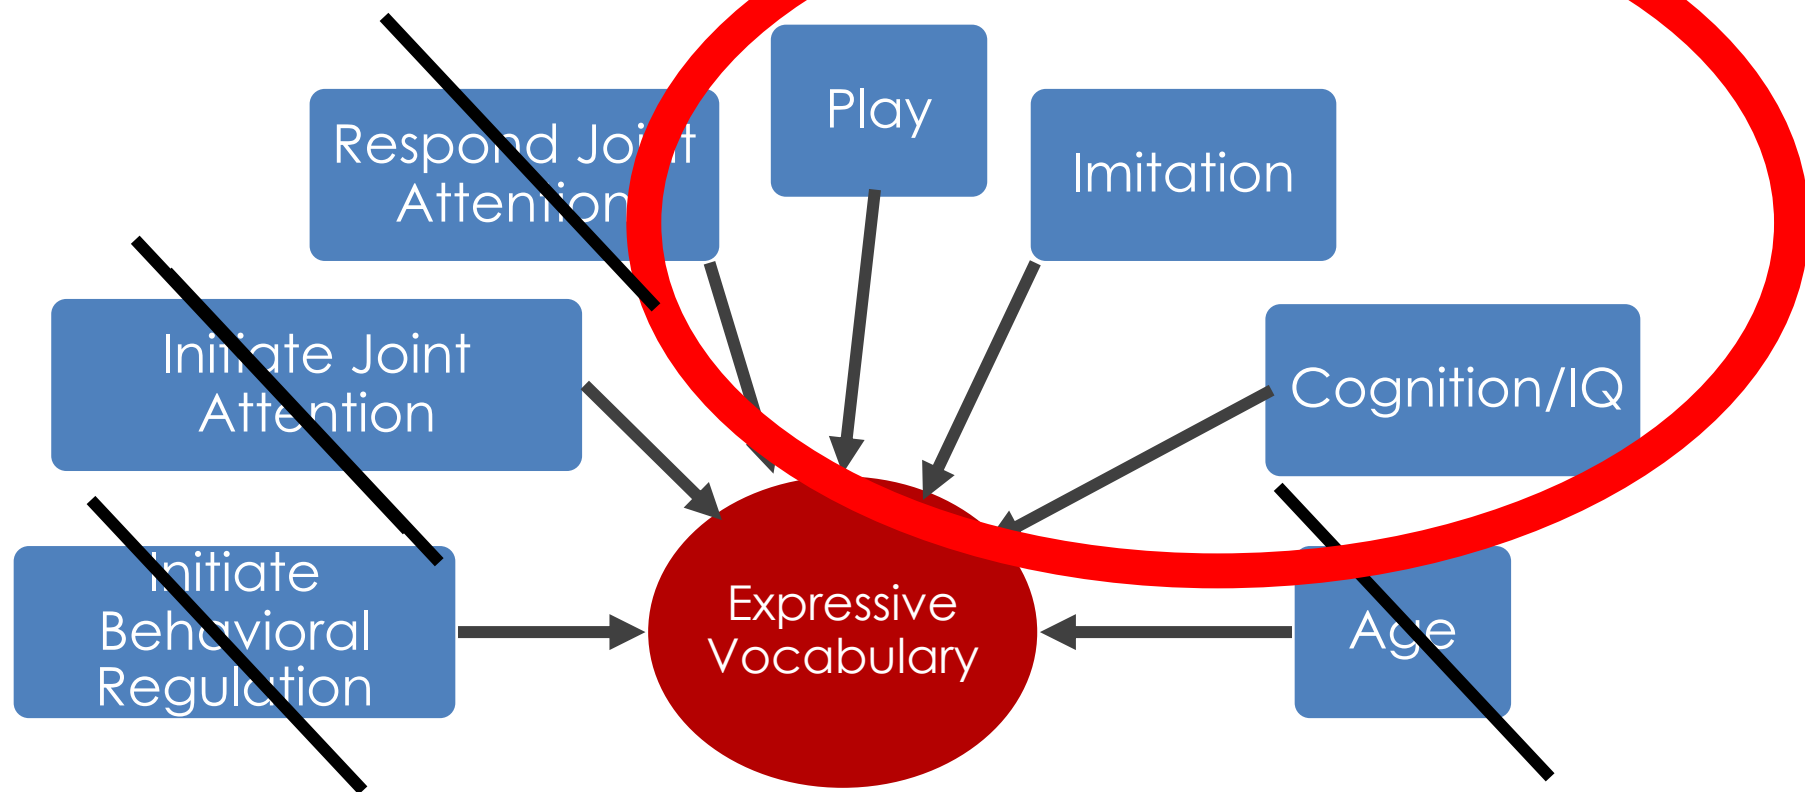 Play
Respond Joint
Attention
Imitation
Initiate Joint
Attention
Cognition/IQ
Initiate
Behavioral
Regulation
Expressive
Vocabulary
Age